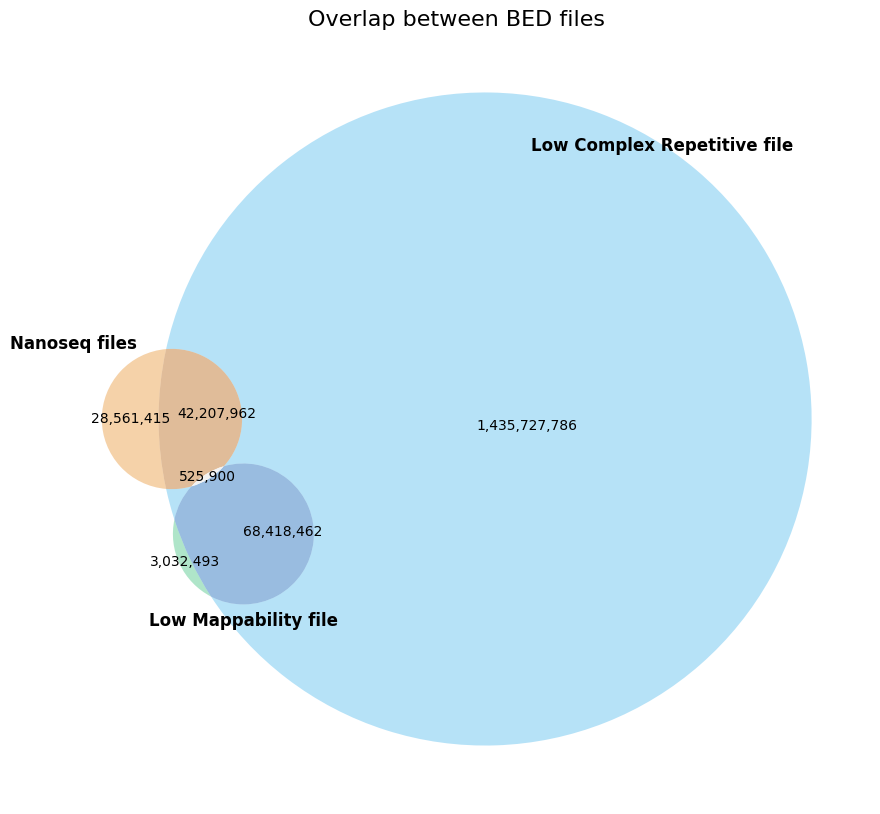 Overlap between BED files
Low Complex Repetitive file
Nanoseq files
28,561,415
42,207,962
1,435,727,786
525,900
68,418,462
3,032,493
Low Mappability file